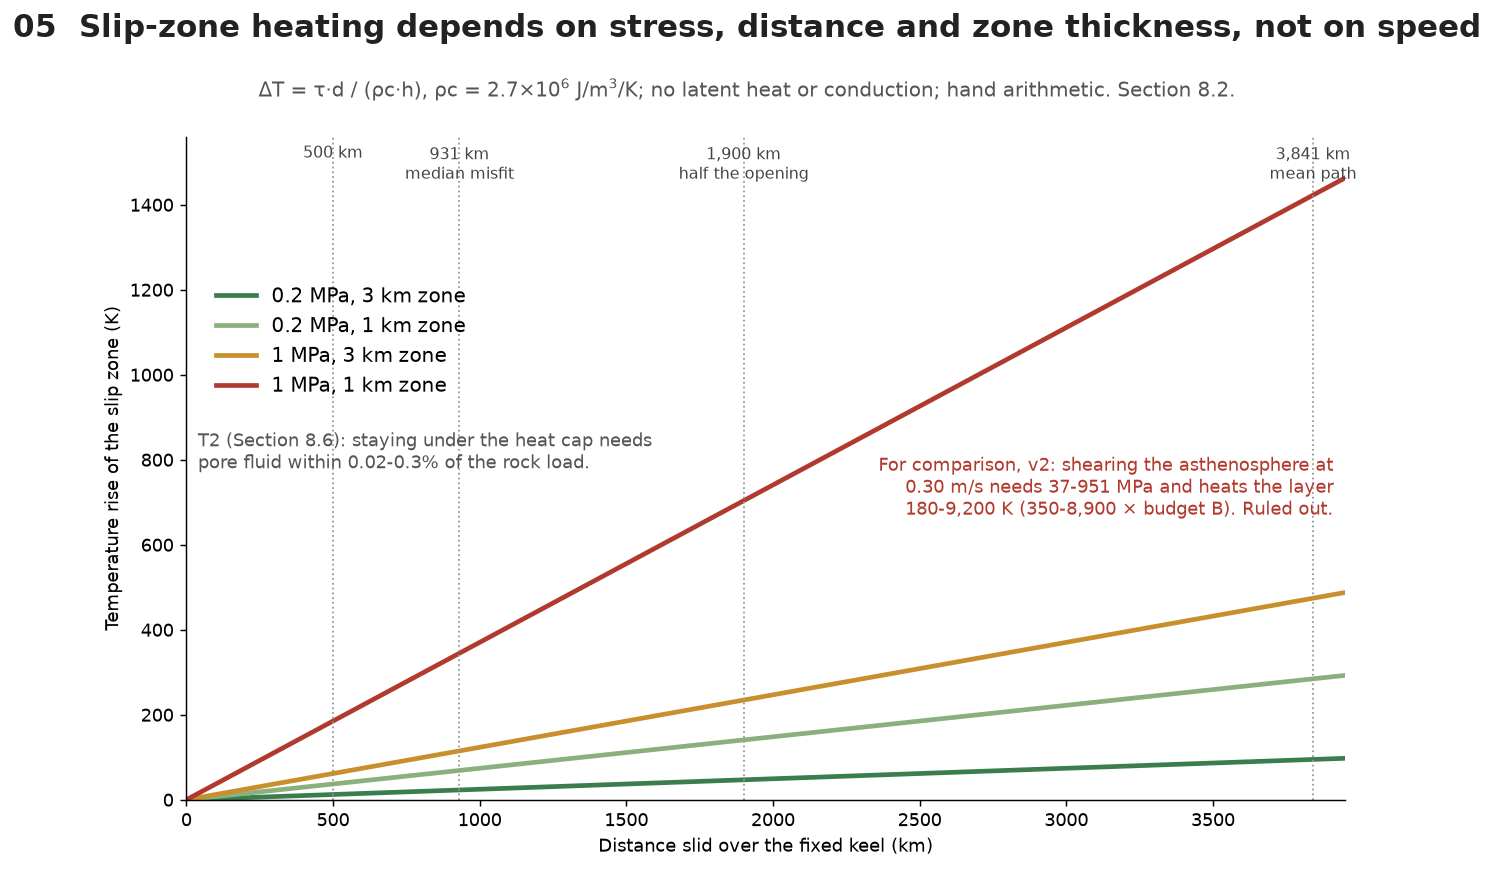 05  Slip-zone heating depends on stress, distance and zone thickness, not on speed
ΔT = τ·d / (ρc·h), ρc = 2.7×10⁶ J/m³/K; no latent heat or conduction; hand arithmetic. Section 8.2.
500 km
931 km
median misfit
1,900 km
half the opening
3,841 km
mean path
1400
1200
1000
800
600
400
200
0
Temperature rise of the slip zone (K)
0.2 MPa, 3 km zone
0.2 MPa, 1 km zone
1 MPa, 3 km zone
1 MPa, 1 km zone
T2 (Section 8.6): staying under the heat cap needs
pore fluid within 0.02-0.3% of the rock load.
For comparison, v2: shearing the asthenosphere at
0.30 m/s needs 37-951 MPa and heats the layer
180-9,200 K (350-8,900 × budget B). Ruled out.
0 500 1000 1500 2000 2500 3000 3500
Distance slid over the fixed keel (km)